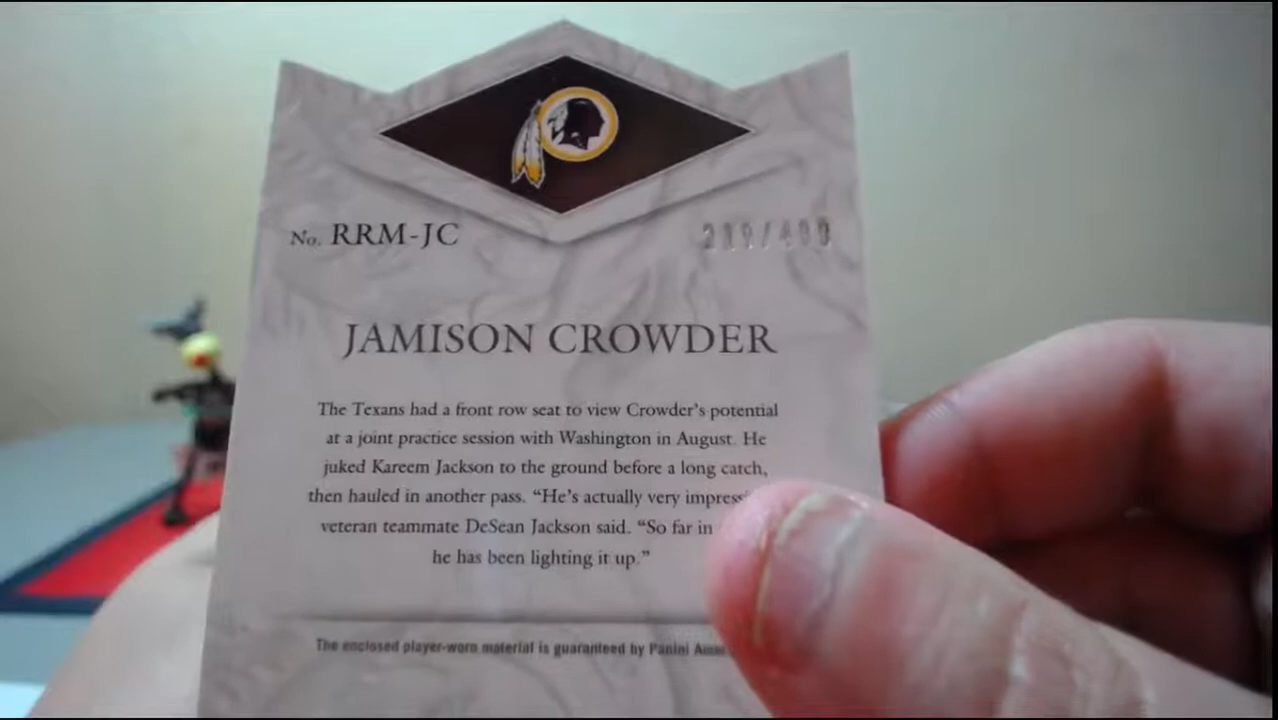 No. RRM-JC
JAMISON CROWDER
The Texans had a front row seat to view Crowder's potential
at a joint practice session with Washington in August. He
juked Kareem Jackson to the ground before a long catch,
then hauled in another pass. "He's actually very
veteran teammate DeSean Jackson said. "So far in
he has been lighting it up."
The enclosed player-worn material is guaranteed by Panini